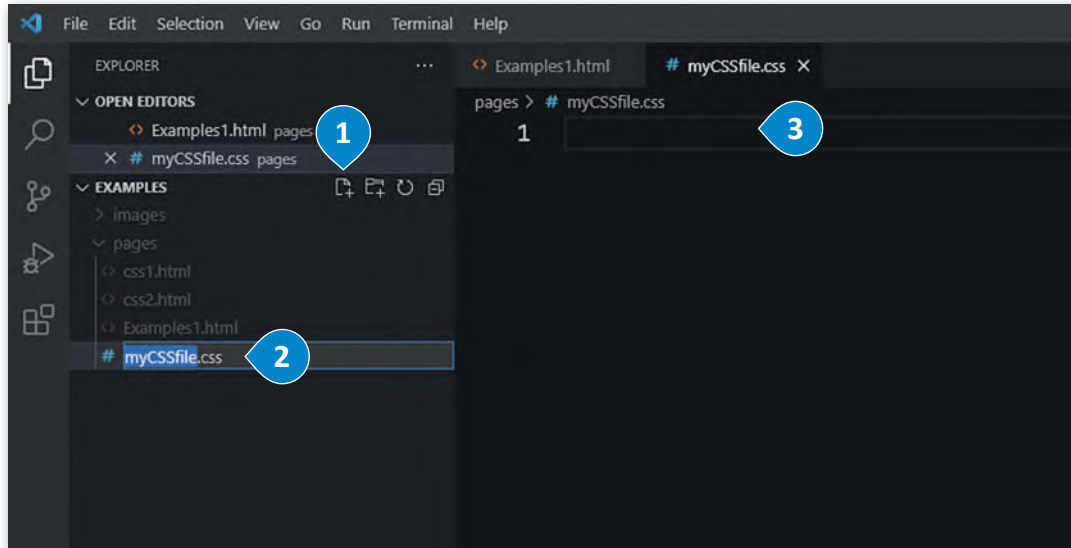 File Edit Selection View Go Run Terminal Help
EXPLORER
OPEN EDITORS
Examples1.html pages
1
myCSSfile.css pages
EXAMPLES
images
pages
css1.html
css2.html
Examples1.html
myCSSfile.css
2
Examples1.html
myCSSfile.css
pages > # myCSSfile.css
1
3